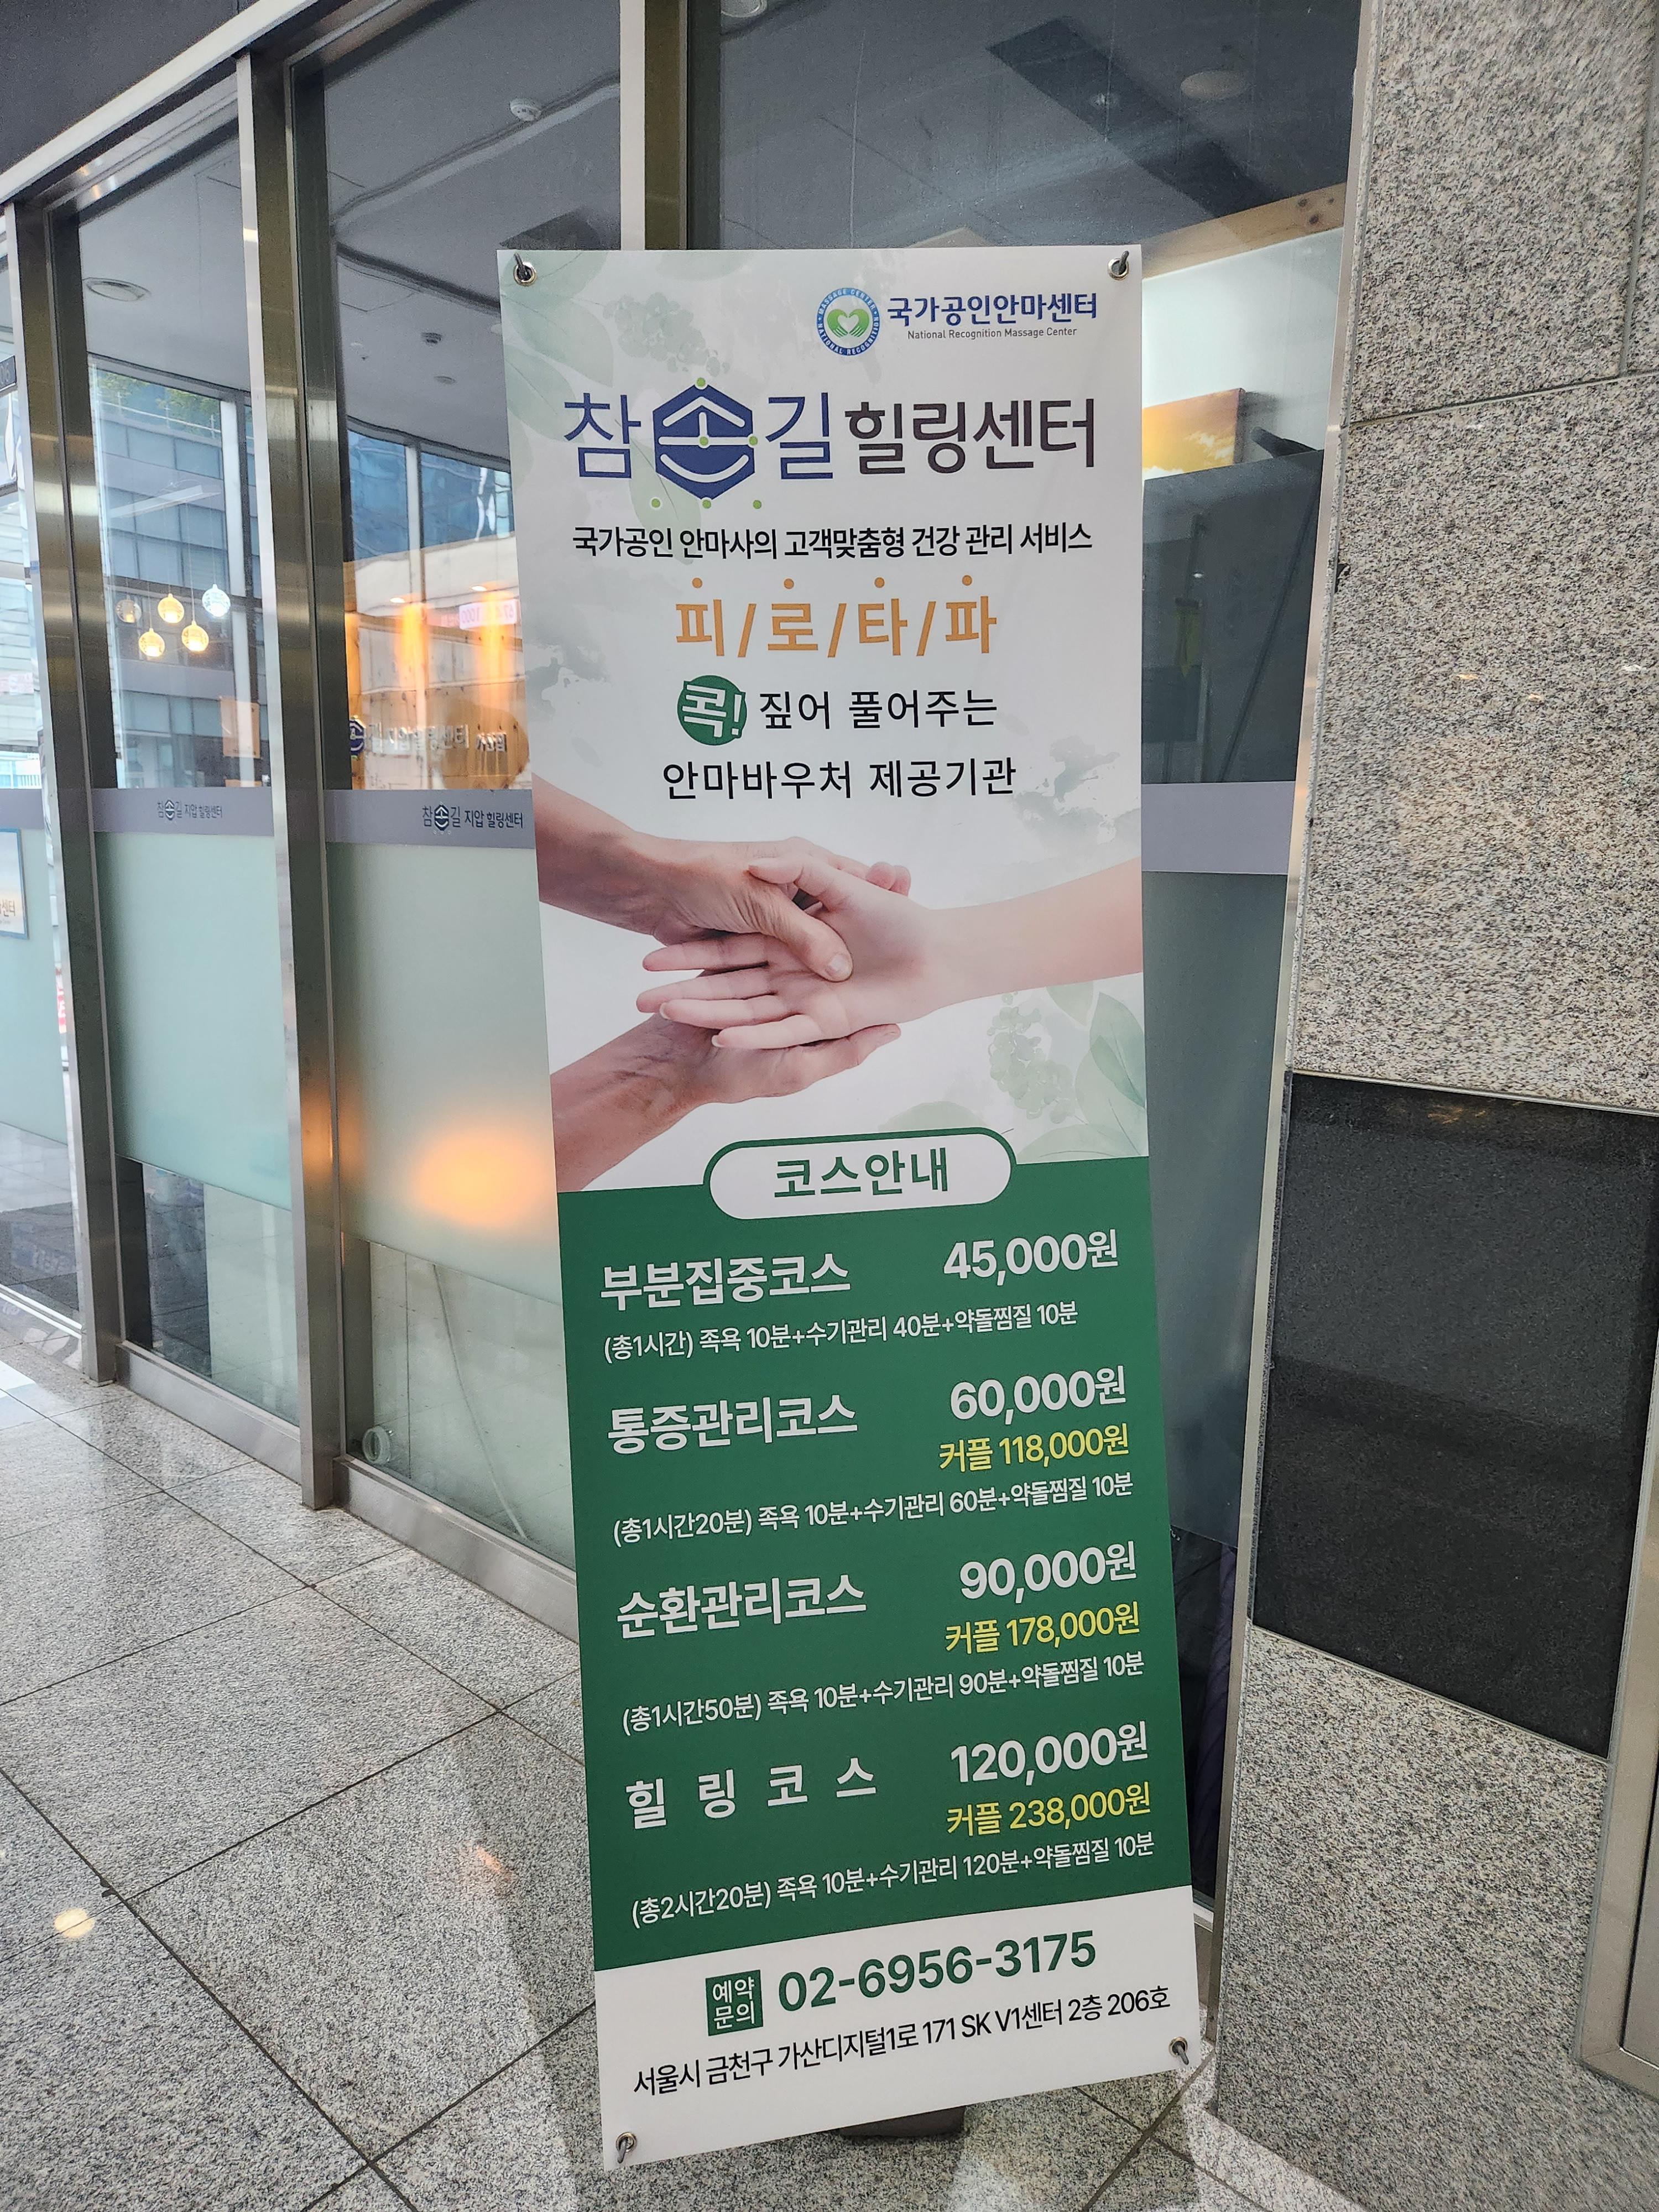 국가공인안마센터
National Recognition Massage Center
참손길 힐링센터
국가공인 안마사의 고객맞춤형 건강 관리 서비스
피/로/타/파
콕! 짚어 풀어주는
안마바우처 제공기관
참손길 지압 힐링센터
참손길 지압 힐링센터
코스안내
부분집중코스 45,000원
(총1시간) 족욕 10분+수기관리 40분+약돌찜질 10분
통증관리코스 60,000원
커플 118,000원
(총1시간20분) 족욕 10분+수기관리 60분+약돌찜질 10분
순환관리코스 90,000원
커플 178,000원
(총1시간50분) 족욕 10분+수기관리 90분+약돌찜질 10분
힐 링 코 스 120,000원
커플 238,000원
(총2시간20분) 족욕 10분+수기관리 120분+약돌찜질 10분
예약
문의 02-6956-3175
서울시 금천구 가산디지털1로 171 SK V1센터 2층 206호